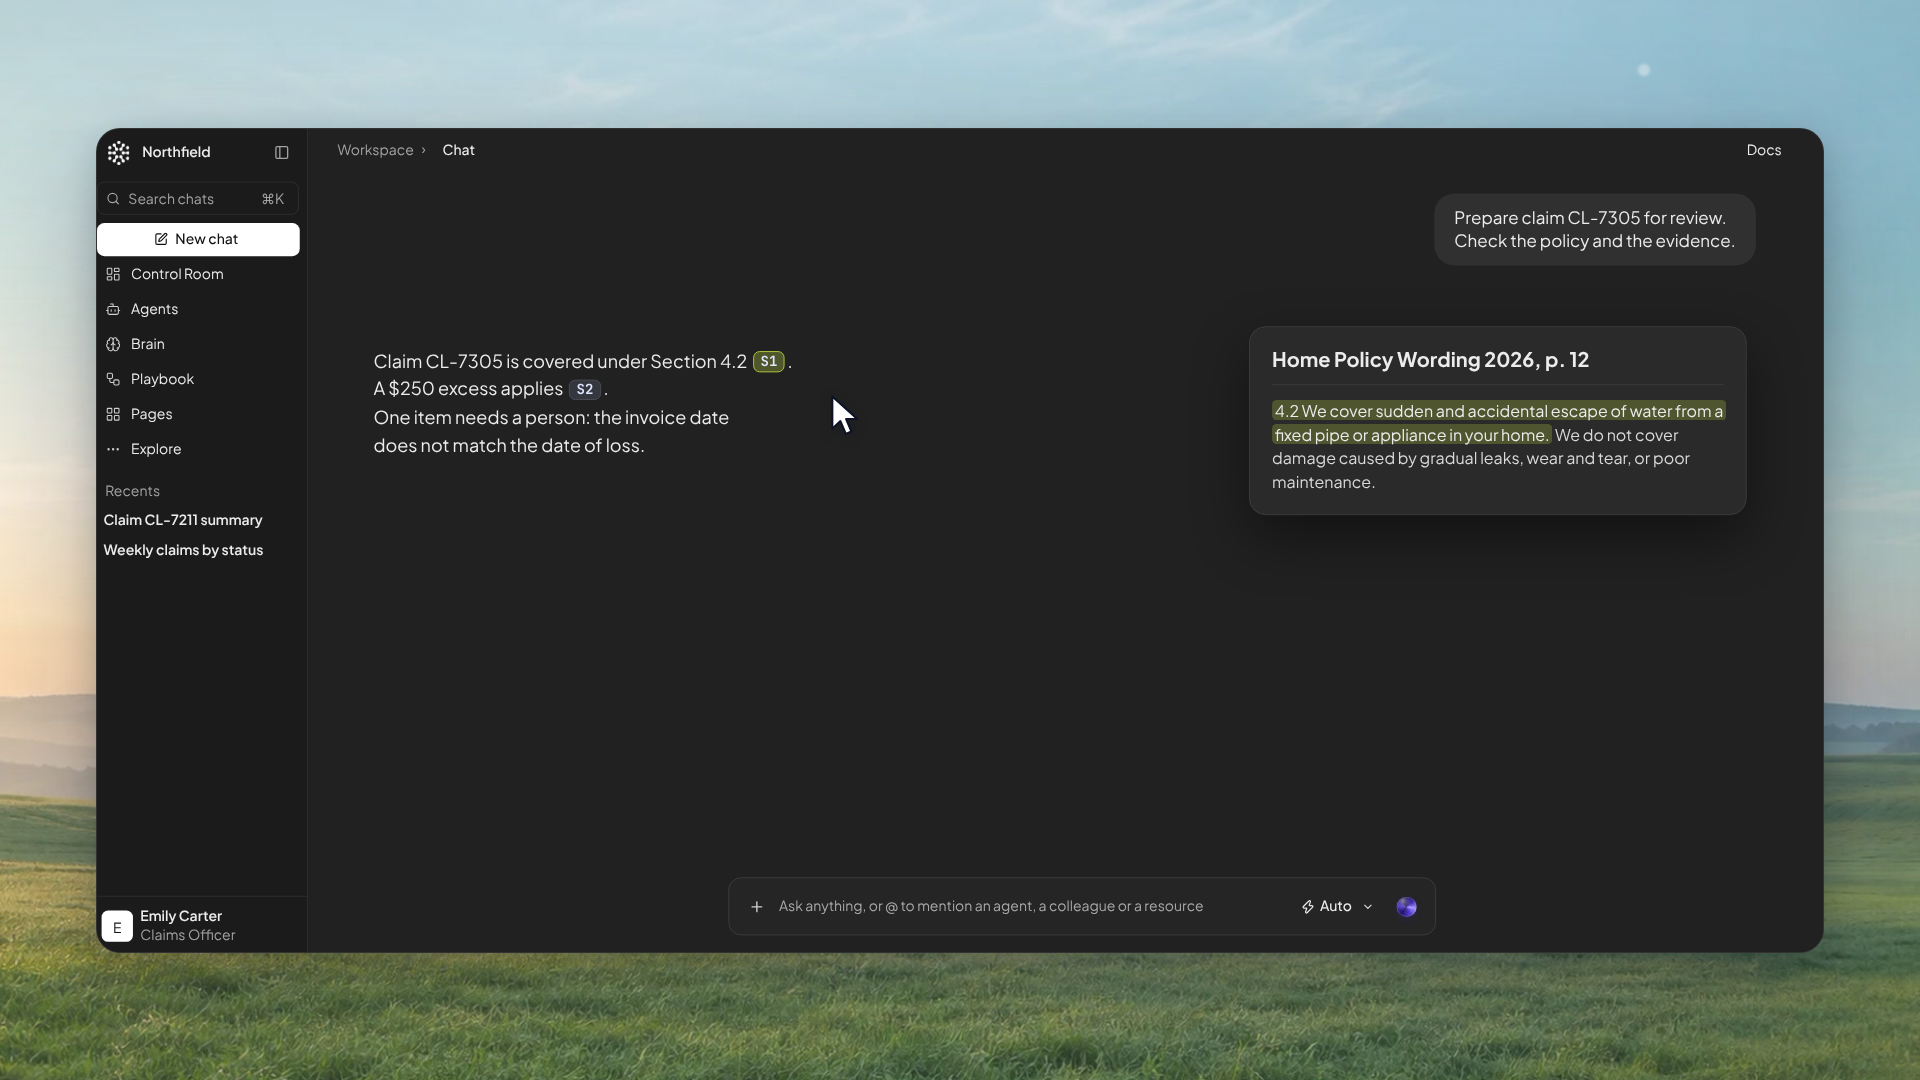 Northfield
Search chats ⌘K
New chat
Control Room
Agents
Brain
Playbook
Pages
Explore
Recents
Claim CL-7211 summary
Weekly claims by status
E
Emily Carter
Claims Officer
Workspace › Chat
Docs
Prepare claim CL-7305 for review.
Check the policy and the evidence.
Claim CL-7305 is covered under Section 4.2 S1 .
A $250 excess applies S2 .
One item needs a person: the invoice date
does not match the date of loss.
Home Policy Wording 2026, p. 12
4.2 We cover sudden and accidental escape of water from a
fixed pipe or appliance in your home. We do not cover
damage caused by gradual leaks, wear and tear, or poor
maintenance.
Ask anything, or @ to mention an agent, a colleague or a resource
Auto